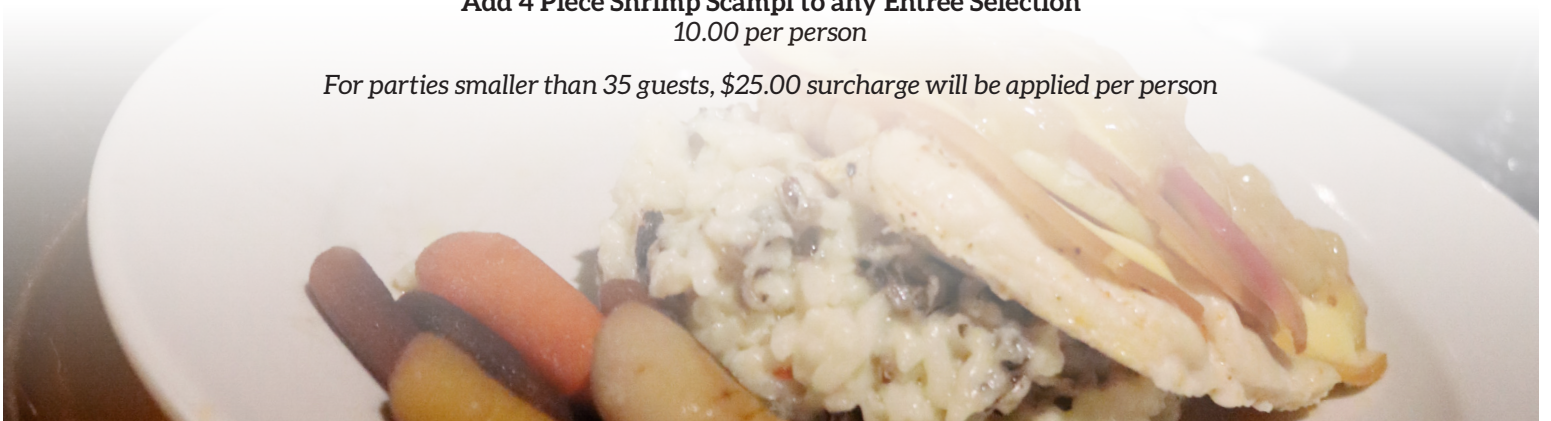 Add 4 Piece Shrimp Scampi to any Entrée Selection
10.00 per person
For parties smaller than 35 guests, $25.00 surcharge will be applied per person